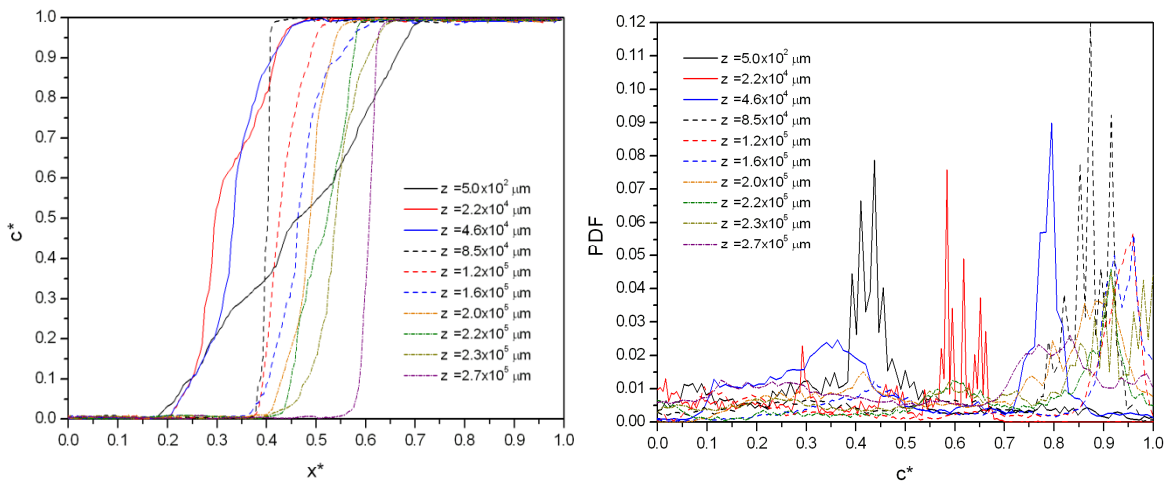 1.0
0.9
0.8
0.7
0.6
0.5
0.4
0.3
0.2
0.1
0.0
c*
z =5.0x10² μm
z =2.2x10⁴ μm
z =4.6x10⁴ μm
z =8.5x10⁴ μm
z =1.2x10⁵ μm
z =1.6x10⁵ μm
z =2.0x10⁵ μm
z =2.2x10⁵ μm
z =2.3x10⁵ μm
z =2.7x10⁵ μm
0.0 0.1 0.2 0.3 0.4 0.5 0.6 0.7 0.8 0.9 1.0
x*
0.12
0.11
0.10
0.09
0.08
0.07
0.06
0.05
0.04
0.03
0.02
0.01
0.00
PDF
z =5.0x10² μm
z =2.2x10⁴ μm
z =4.6x10⁴ μm
z =8.5x10⁴ μm
z =1.2x10⁵ μm
z =1.6x10⁵ μm
z =2.0x10⁵ μm
z =2.2x10⁵ μm
z =2.3x10⁵ μm
z =2.7x10⁵ μm
0.0 0.1 0.2 0.3 0.4 0.5 0.6 0.7 0.8 0.9 1.0
c*